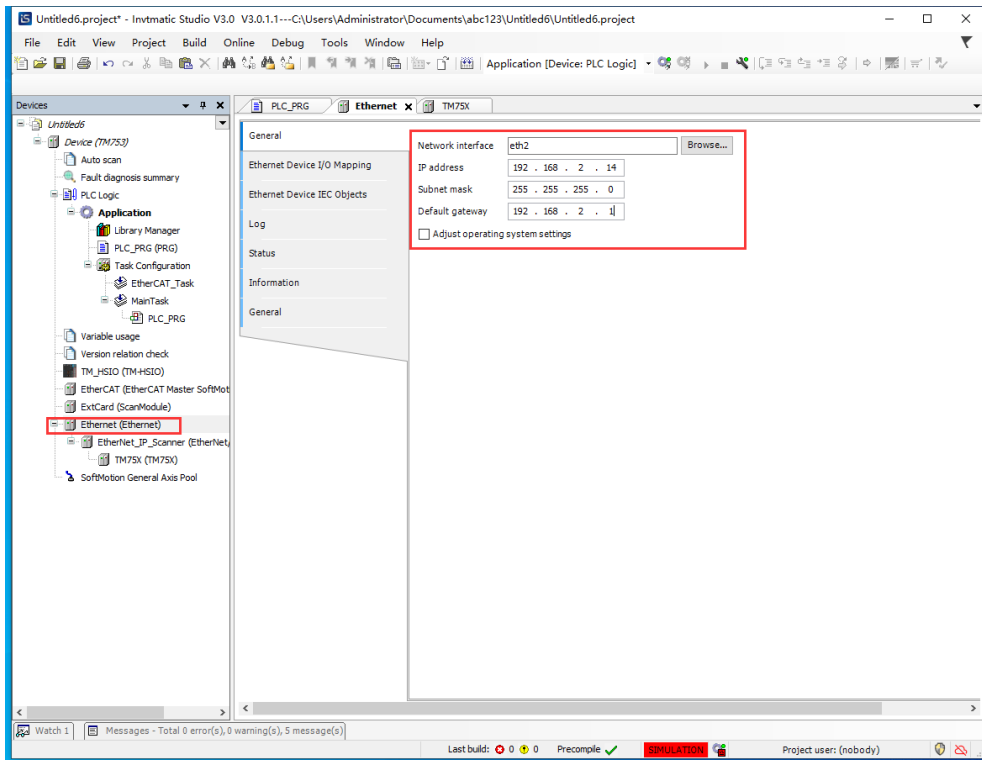 Untitled6.project* - Invtmatic Studio V3.0 V3.0.1.1---C:\Users\Administrator\Documents\abc123\Untitled6\Untitled6.project
File Edit View Project Build Online Debug Tools Window Help
Application [Device: PLC Logic]
Devices
Untitled6
Device (TM753)
Auto scan
Fault diagnosis summary
PLC Logic
Application
Library Manager
PLC_PRG (PRG)
Task Configuration
EtherCAT_Task
MainTask
PLC_PRG
Variable usage
Version relation check
TM_HSIO (TM-HSIO)
EtherCAT (EtherCAT Master SoftMot
ExtCard (ScanModule)
Ethernet (Ethernet)
EtherNet_IP_Scanner (EtherNet/
TM75X (TM75X)
SoftMotion General Axis Pool
PLC_PRG Ethernet TM75X
General
Ethernet Device I/O Mapping
Ethernet Device IEC Objects
Log
Status
Information
General
Network interface eth2 Browse...
IP address 192 . 168 . 2 . 14
Subnet mask 255 . 255 . 255 . 0
Default gateway 192 . 168 . 2 . 1
Adjust operating system settings
Watch 1 Messages - Total 0 error(s), 0 warning(s), 5 message(s)
Last build: 0 0 Precompile SIMULATION Project user: (nobody)